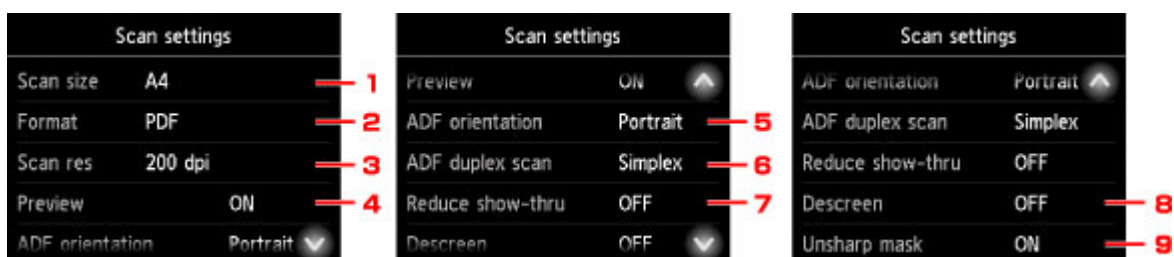 Scan settings
Scan size A4 1
Format PDF 2
Scan res 200 dpi 3
Preview ON 4
ADF orientation Portrait
Scan settings
Preview ON
ADF orientation Portrait 5
ADF duplex scan Simplex 6
Reduce show-thru OFF 7
Descreen OFF
Scan settings
ADF orientation Portrait
ADF duplex scan Simplex
Reduce show-thru OFF
Descreen OFF 8
Unsharp mask ON 9